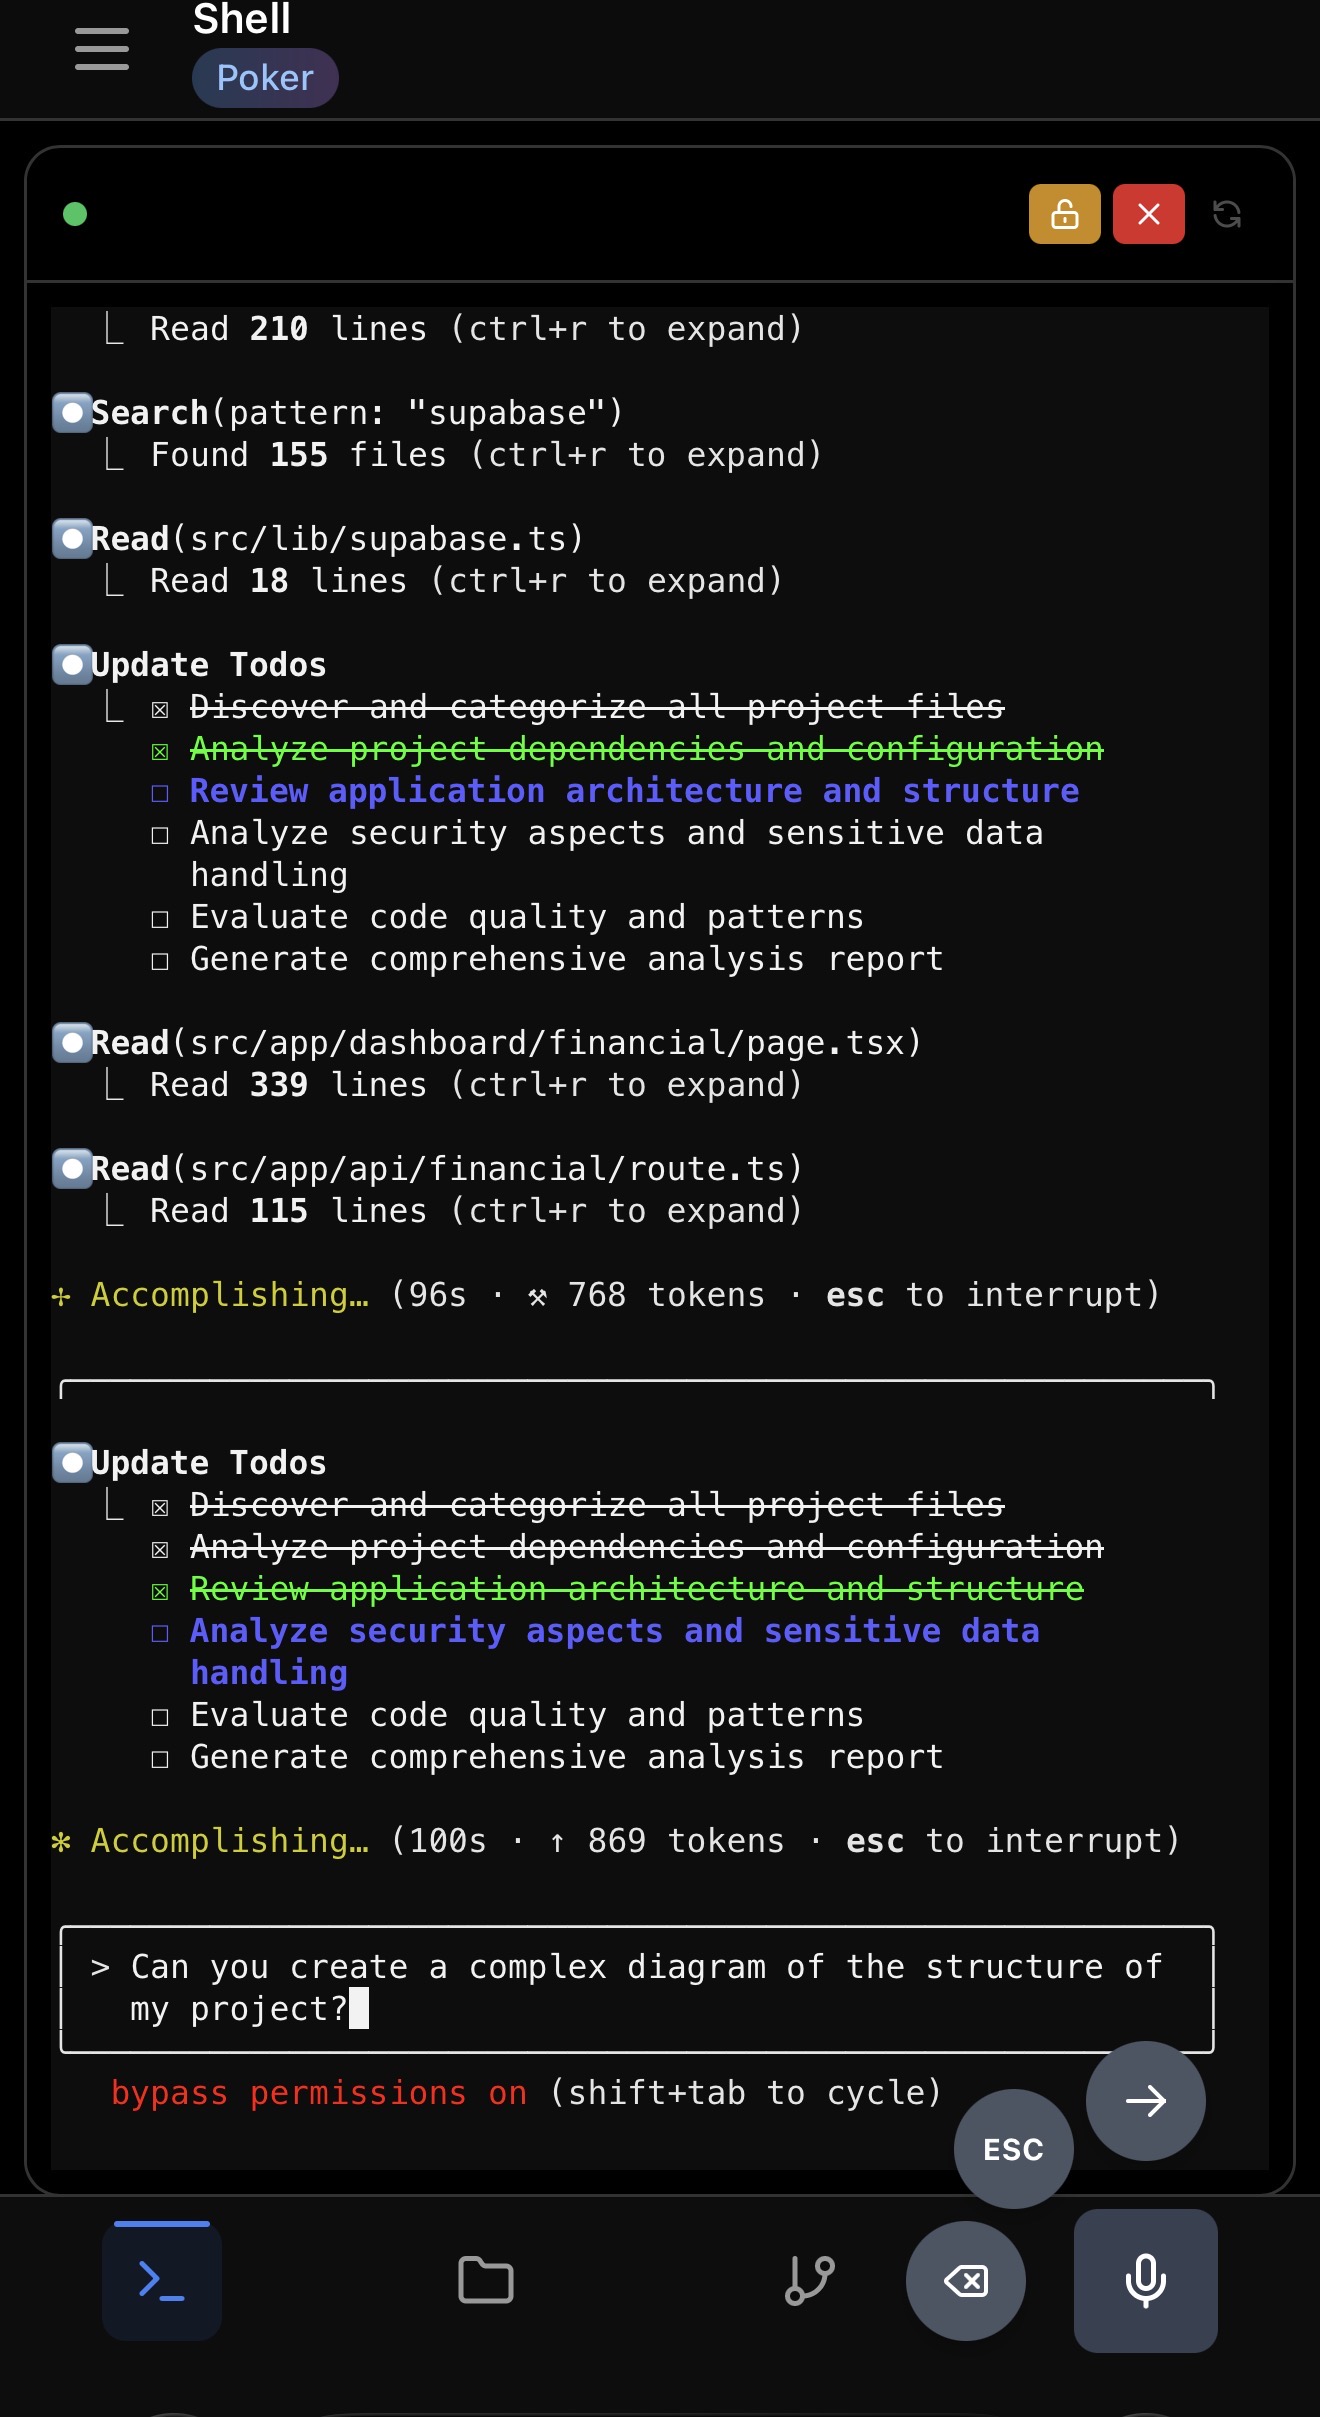 Shell
Poker
⎿ Read 210 lines (ctrl+r to expand)
Search(pattern: "supabase")
⎿ Found 155 files (ctrl+r to expand)
Read(src/lib/supabase.ts)
⎿ Read 18 lines (ctrl+r to expand)
Update Todos
⎿ ☒ Discover and categorize all project files
☒ Analyze project dependencies and configuration
☐ Review application architecture and structure
☐ Analyze security aspects and sensitive data
handling
☐ Evaluate code quality and patterns
☐ Generate comprehensive analysis report
Read(src/app/dashboard/financial/page.tsx)
⎿ Read 339 lines (ctrl+r to expand)
Read(src/app/api/financial/route.ts)
⎿ Read 115 lines (ctrl+r to expand)
✢ Accomplishing… (96s · ⚒ 768 tokens · esc to interrupt)
Update Todos
⎿ ☒ Discover and categorize all project files
☒ Analyze project dependencies and configuration
☒ Review application architecture and structure
☐ Analyze security aspects and sensitive data
handling
☐ Evaluate code quality and patterns
☐ Generate comprehensive analysis report
✻ Accomplishing… (100s · ↑ 869 tokens · esc to interrupt)
> Can you create a complex diagram of the structure of
my project?
bypass permissions on (shift+tab to cycle)
ESC